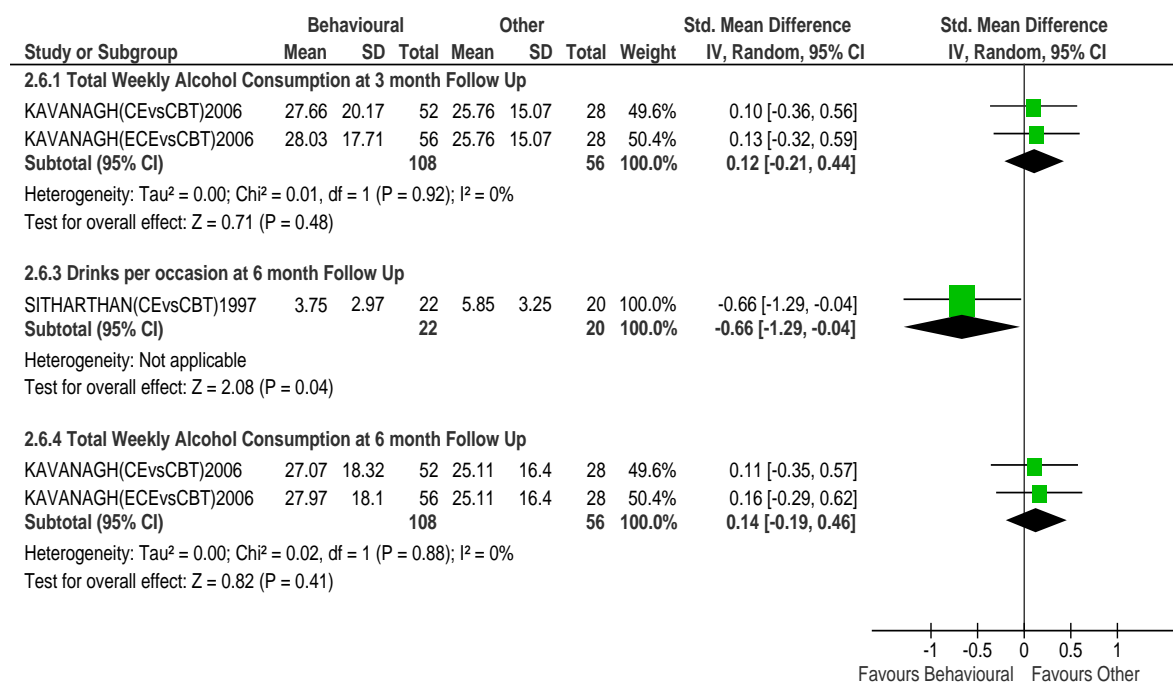 Behavioural Other Std. Mean Difference Std. Mean Difference
Study or Subgroup Mean SD Total Mean SD Total Weight IV, Random, 95% CI IV, Random, 95% CI
2.6.1 Total Weekly Alcohol Consumption at 3 month Follow Up
KAVANAGH(CEvsCBT)2006 27.66 20.17 52 25.76 15.07 28 49.6% 0.10 [-0.36, 0.56]
KAVANAGH(ECEvsCBT)2006 28.03 17.71 56 25.76 15.07 28 50.4% 0.13 [-0.32, 0.59]
Subtotal (95% CI) 108 56 100.0% 0.12 [-0.21, 0.44]
Heterogeneity: Tau² = 0.00; Chi² = 0.01, df = 1 (P = 0.92); I² = 0%
Test for overall effect: Z = 0.71 (P = 0.48)
2.6.3 Drinks per occasion at 6 month Follow Up
SITHARTHAN(CEvsCBT)1997 3.75 2.97 22 5.85 3.25 20 100.0% -0.66 [-1.29, -0.04]
Subtotal (95% CI) 22 20 100.0% -0.66 [-1.29, -0.04]
Heterogeneity: Not applicable
Test for overall effect: Z = 2.08 (P = 0.04)
2.6.4 Total Weekly Alcohol Consumption at 6 month Follow Up
KAVANAGH(CEvsCBT)2006 27.07 18.32 52 25.11 16.4 28 49.6% 0.11 [-0.35, 0.57]
KAVANAGH(ECEvsCBT)2006 27.97 18.1 56 25.11 16.4 28 50.4% 0.16 [-0.29, 0.62]
Subtotal (95% CI) 108 56 100.0% 0.14 [-0.19, 0.46]
Heterogeneity: Tau² = 0.00; Chi² = 0.02, df = 1 (P = 0.88); I² = 0%
Test for overall effect: Z = 0.82 (P = 0.41)
-1 -0.5 0 0.5 1
Favours Behavioural Favours Other